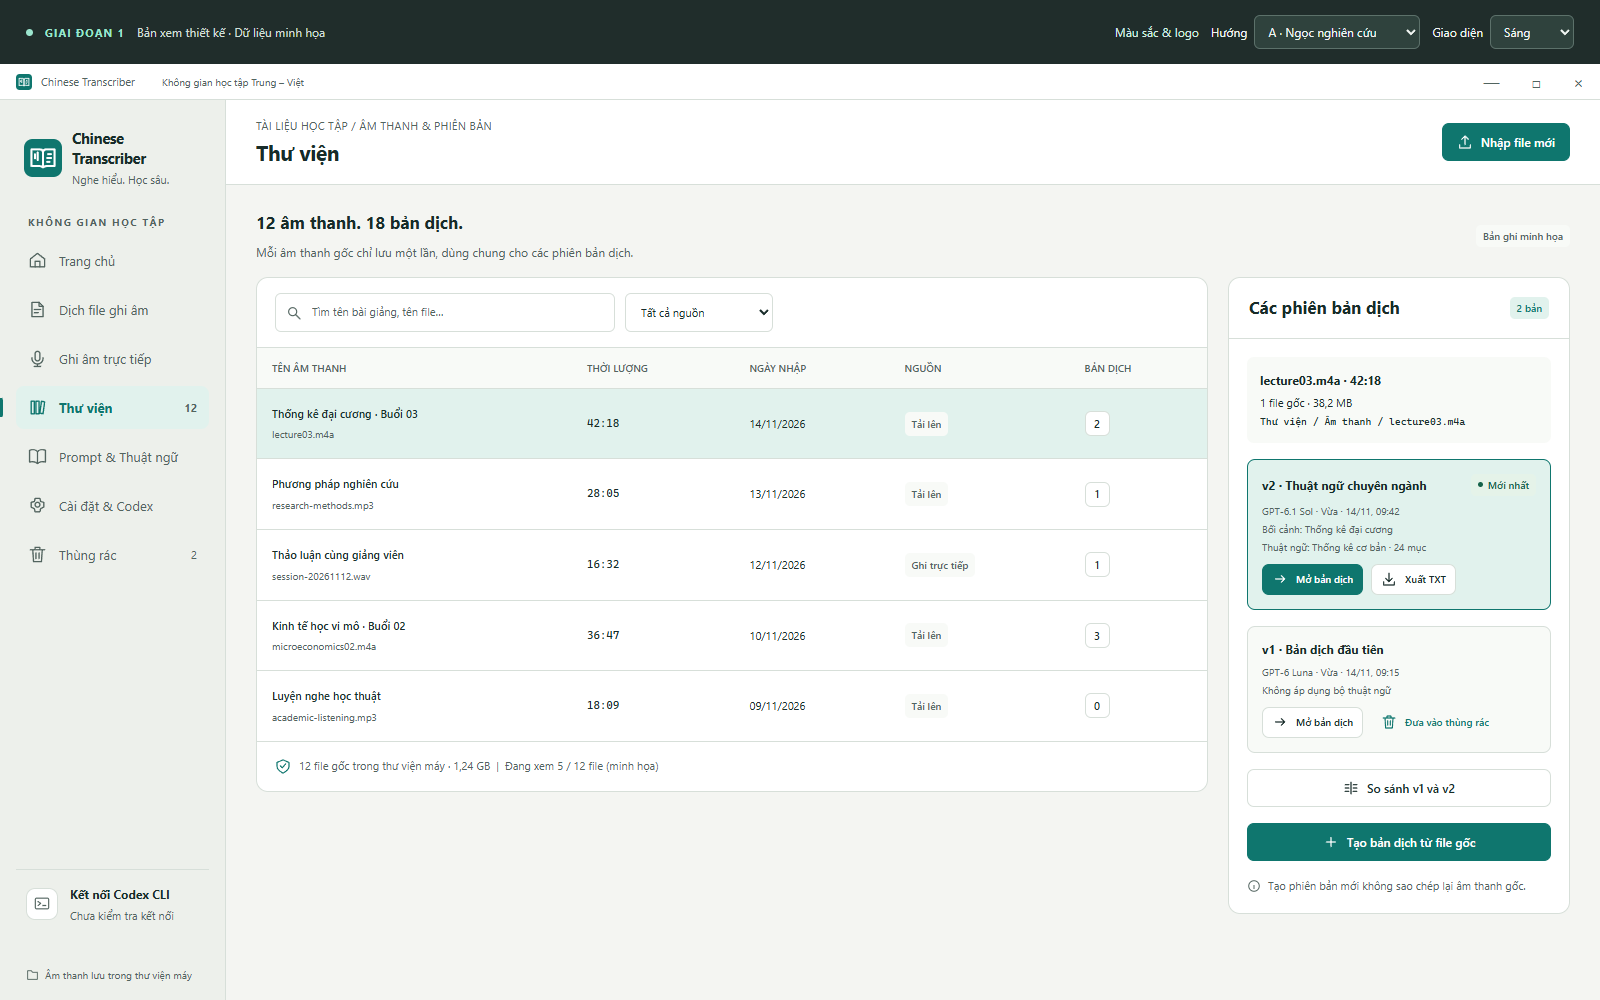 GIAI ĐOẠN 1 Bản xem thiết kế · Dữ liệu minh họa
Màu sắc & logo Hướng A · Ngọc nghiên cứu Giao diện Sáng
Chinese Transcriber Không gian học tập Trung – Việt
Chinese
Transcriber
Nghe hiểu. Học sâu.
KHÔNG GIAN HỌC TẬP
Trang chủ
Dịch file ghi âm
Ghi âm trực tiếp
Thư viện 12
Prompt & Thuật ngữ
Cài đặt & Codex
Thùng rác 2
Kết nối Codex CLI
Chưa kiểm tra kết nối
Âm thanh lưu trong thư viện máy
TÀI LIỆU HỌC TẬP / ÂM THANH & PHIÊN BẢN
Thư viện
Nhập file mới
12 âm thanh. 18 bản dịch.
Mỗi âm thanh gốc chỉ lưu một lần, dùng chung cho các phiên bản dịch.
Bản ghi minh họa
Tìm tên bài giảng, tên file...
Tất cả nguồn
TÊN ÂM THANH THỜI LƯỢNG NGÀY NHẬP NGUỒN BẢN DỊCH
Thống kê đại cương · Buổi 03
lecture03.m4a
42:18 14/11/2026 Tải lên 2
Phương pháp nghiên cứu
research-methods.mp3
28:05 13/11/2026 Tải lên 1
Thảo luận cùng giảng viên
session-20261112.wav
16:32 12/11/2026 Ghi trực tiếp 1
Kinh tế học vi mô · Buổi 02
microeconomics02.m4a
36:47 10/11/2026 Tải lên 3
Luyện nghe học thuật
academic-listening.mp3
18:09 09/11/2026 Tải lên 0
12 file gốc trong thư viện máy · 1,24 GB | Đang xem 5 / 12 file (minh họa)
Các phiên bản dịch 2 bản
lecture03.m4a · 42:18
1 file gốc · 38,2 MB
Thư viện / Âm thanh / lecture03.m4a
v2 · Thuật ngữ chuyên ngành Mới nhất
GPT-6.1 Sol · Vừa · 14/11, 09:42
Bối cảnh: Thống kê đại cương
Thuật ngữ: Thống kê cơ bản · 24 mục
Mở bản dịch Xuất TXT
v1 · Bản dịch đầu tiên
GPT-6 Luna · Vừa · 14/11, 09:15
Không áp dụng bộ thuật ngữ
Mở bản dịch Đưa vào thùng rác
So sánh v1 và v2
Tạo bản dịch từ file gốc
Tạo phiên bản mới không sao chép lại âm thanh gốc.